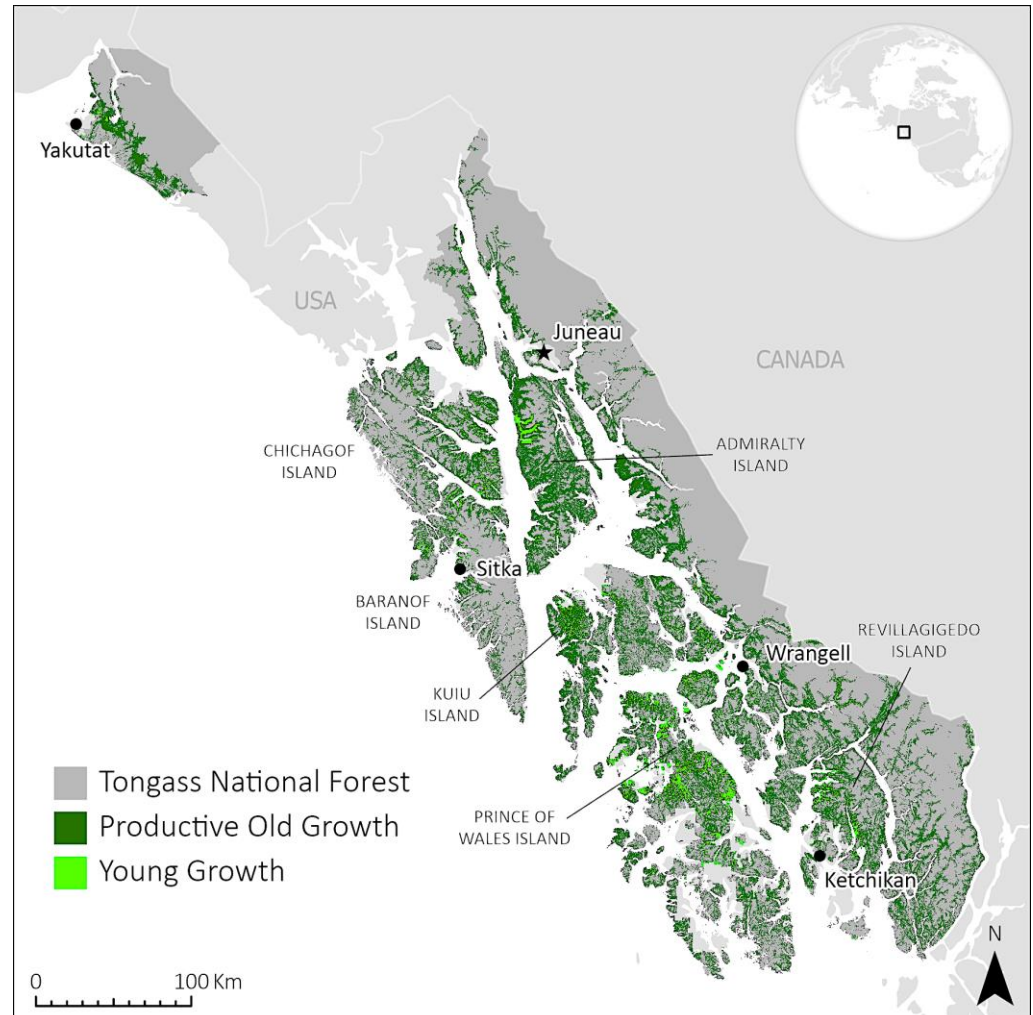 Yakutat
USA
Juneau
CANADA
CHICHAGOF
ISLAND
ADMIRALTY
ISLAND
Sitka
BARANOF
ISLAND
REVILLAGIGEDO
ISLAND
Wrangell
KUIU
ISLAND
PRINCE OF
WALES ISLAND
Ketchikan
Tongass National Forest
Productive Old Growth
Young Growth
N
0 100 Km